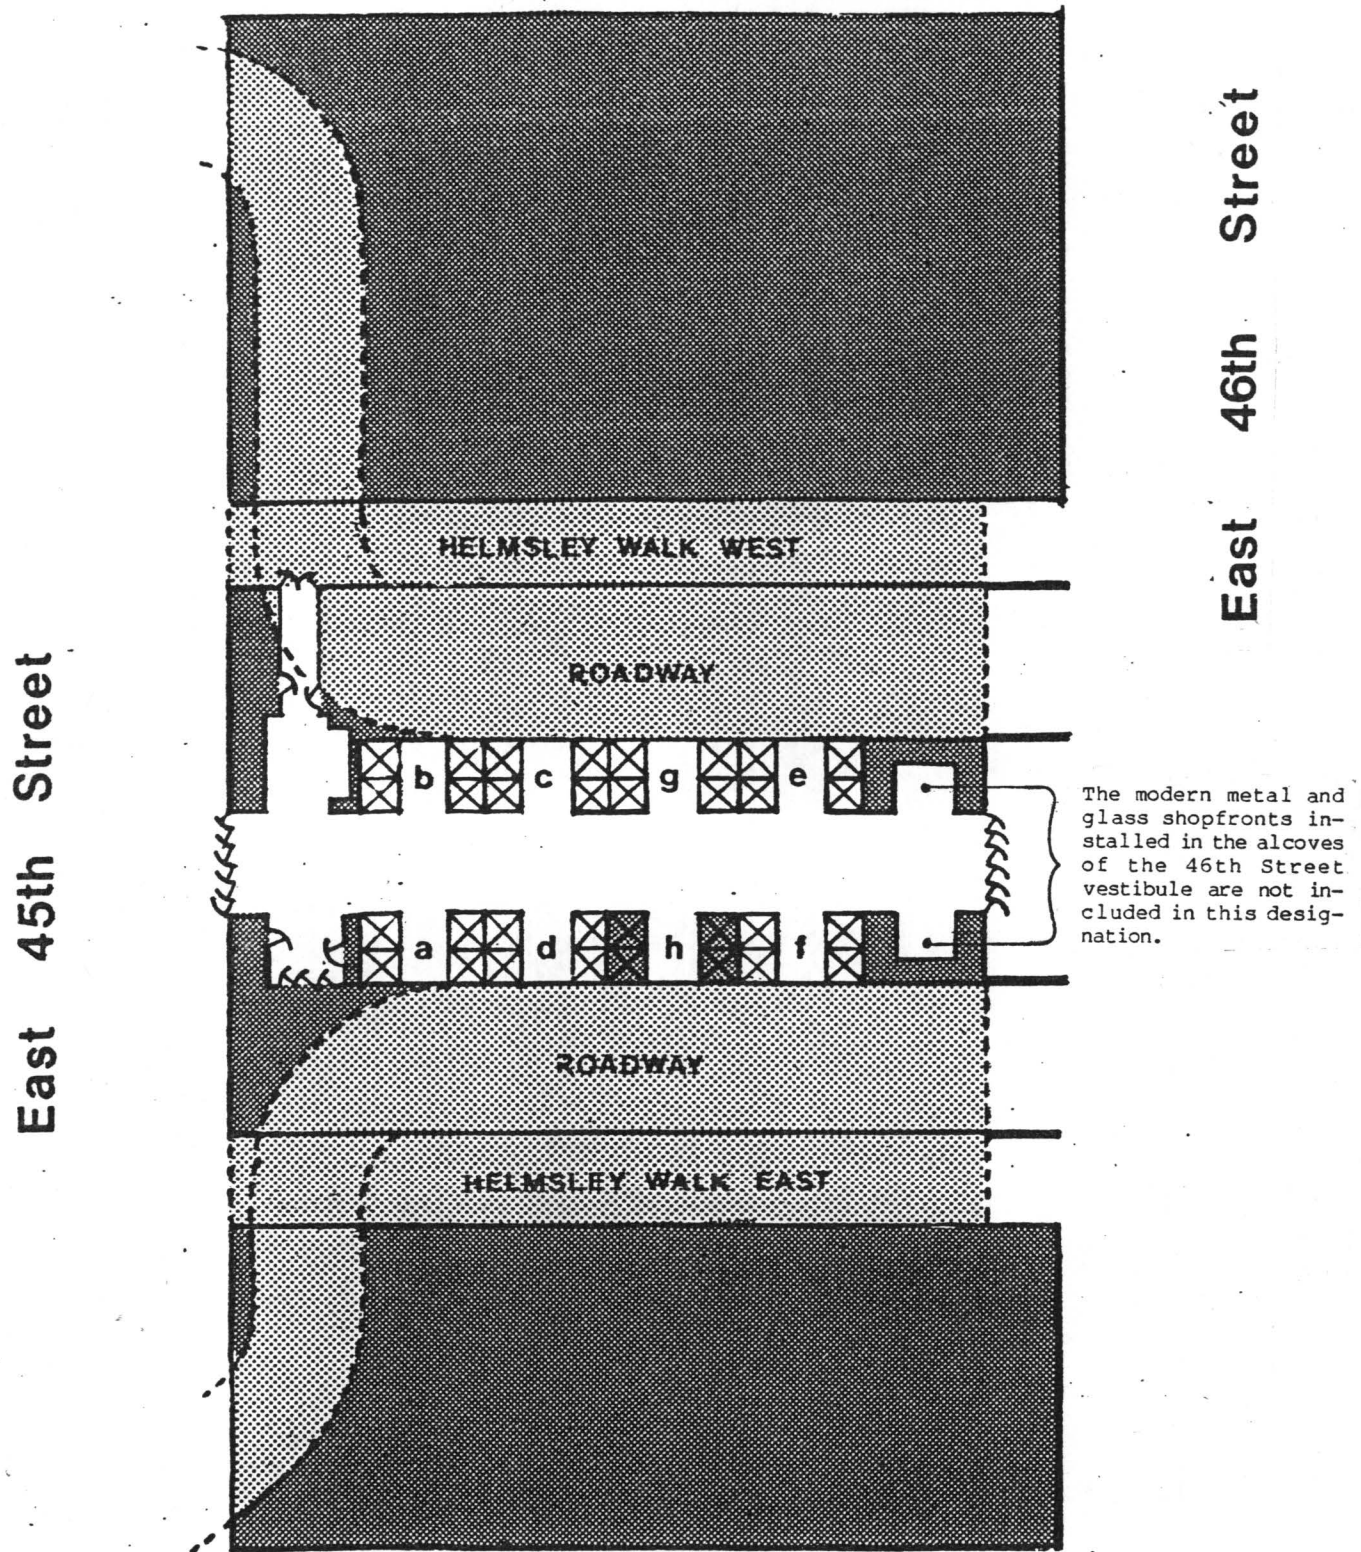 East 46th Street
HELMSLEY WALK WEST
ROADWAY
East 45th Street
b c g e
The modern metal and
glass shopfronts in-
stalled in the alcoves
of the 46th Street
vestibule are not in-
cluded in this desig-
nation.
a d h f
ROADWAY
HELMSLEY WALK EAST